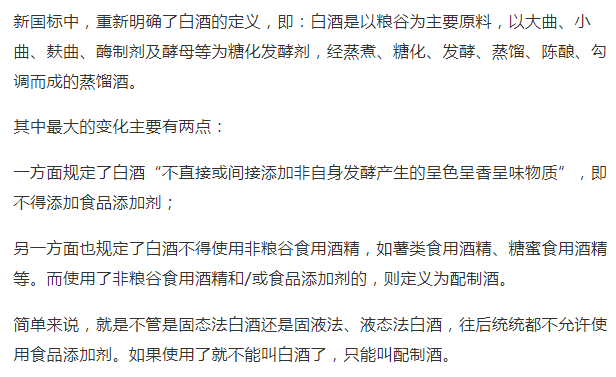 新国标中，重新明确了白酒的定义，即：白酒是以粮谷为主要原料，以大曲、小
曲、麸曲、酶制剂及酵母等为糖化发酵剂，经蒸煮、糖化、发酵、蒸馏、陈酿、勾
调而成的蒸馏酒。
其中最大的变化主要有两点：
一方面规定了白酒“不直接或间接添加非自身发酵产生的呈色呈香呈味物质”，即
不得添加食品添加剂；
另一方面也规定了白酒不得使用非粮谷食用酒精，如薯类食用酒精、糖蜜食用酒精
等。而使用了非粮谷食用酒精和/或食品添加剂的，则定义为配制酒。
简单来说，就是不管是固态法白酒还是固液法、液态法白酒，往后统统都不允许使
用食品添加剂。如果使用了就不能叫白酒了，只能叫配制酒。